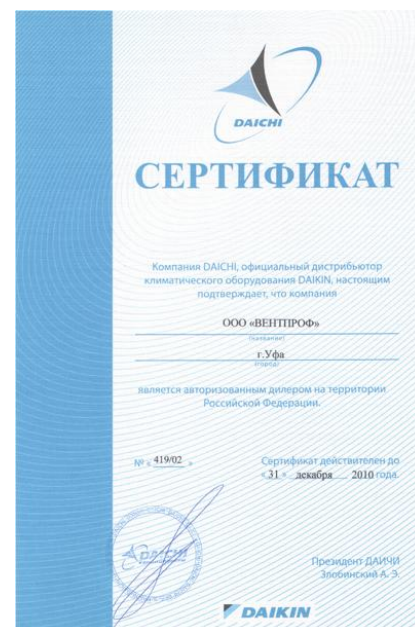 DAICHI
СЕРТИФИКАТ
Компания DAICHI, официальный дистрибьютор
климатического оборудования DAIKIN, настоящим
подтверждает, что компания
ООО «ВЕНТПРОФ»
(название)
г.Уфа
(город)
является авторизованным дилером на территории
Российской Федерации.
№ « 419/02 »
Сертификат действителен до
« 31 » декабря 2010 года.
DAICHI
Президент ДАИЧИ
Злобинский А. Э.
DAIKIN